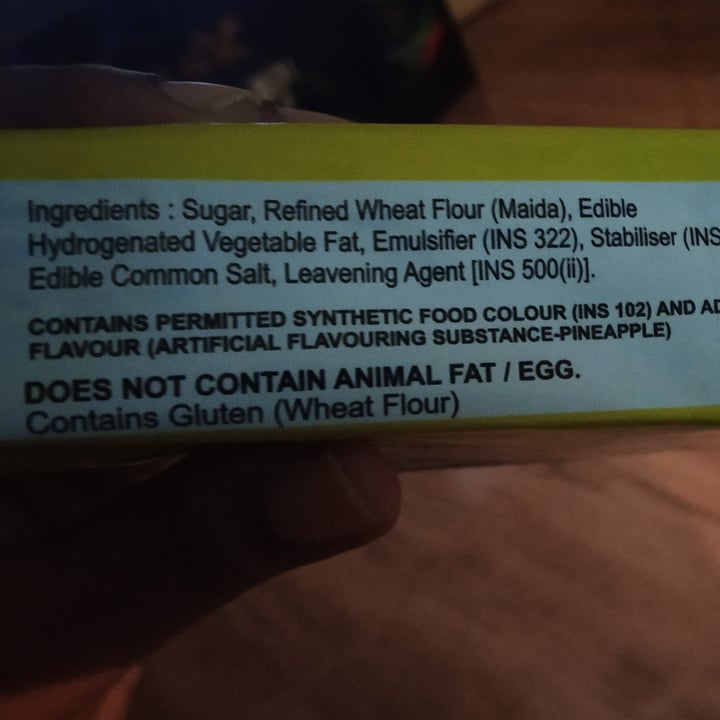 Ingredients : Sugar, Refined Wheat Flour (Maida), Edible
Hydrogenated Vegetable Fat, Emulsifier (INS 322), Stabiliser (INS
Edible Common Salt, Leavening Agent [INS 500(ii)].
CONTAINS PERMITTED SYNTHETIC FOOD COLOUR (INS 102) AND
FLAVOUR (ARTIFICIAL FLAVOURING SUBSTANCE-PINEAPPLE)
DOES NOT CONTAIN ANIMAL FAT / EGG.
Contains Gluten (Wheat Flour)